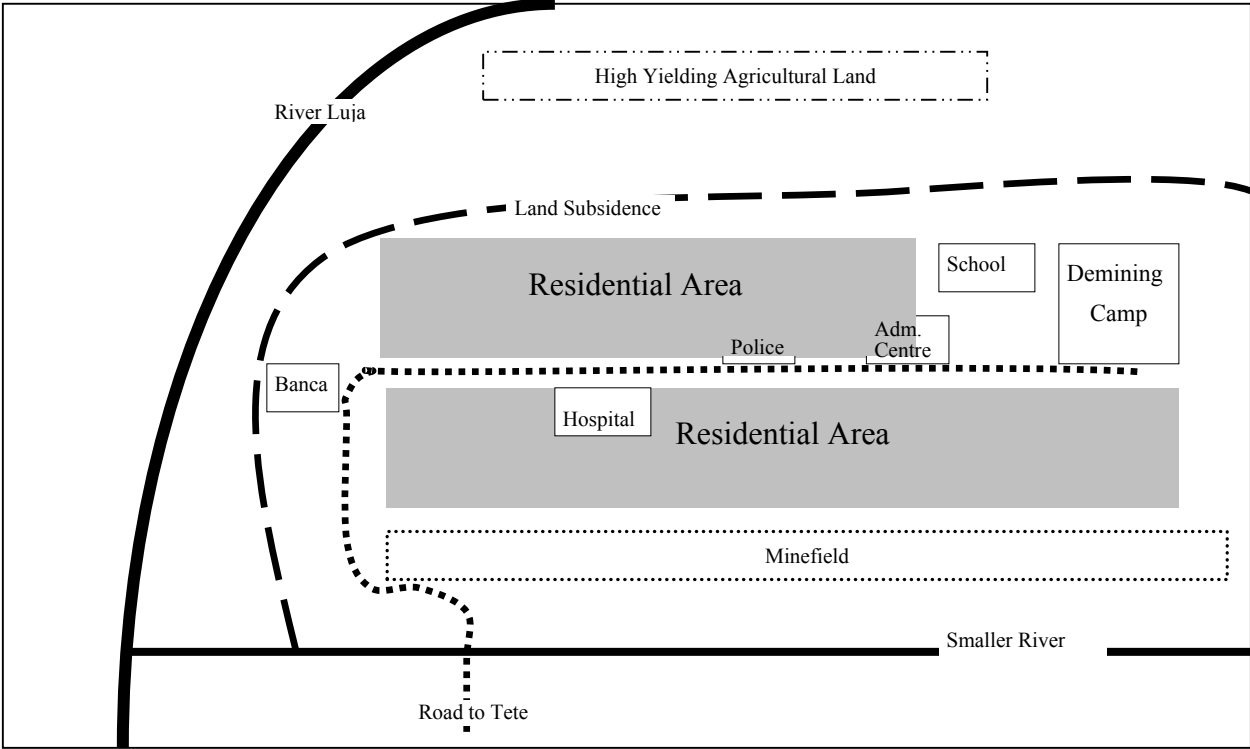 High Yielding Agricultural Land
River Luja
Land Subsidence
School
Demining
Camp
Residential Area
Adm.
Centre
Police
Banca
Hospital
Residential Area
Minefield
Smaller River
Road to Tete